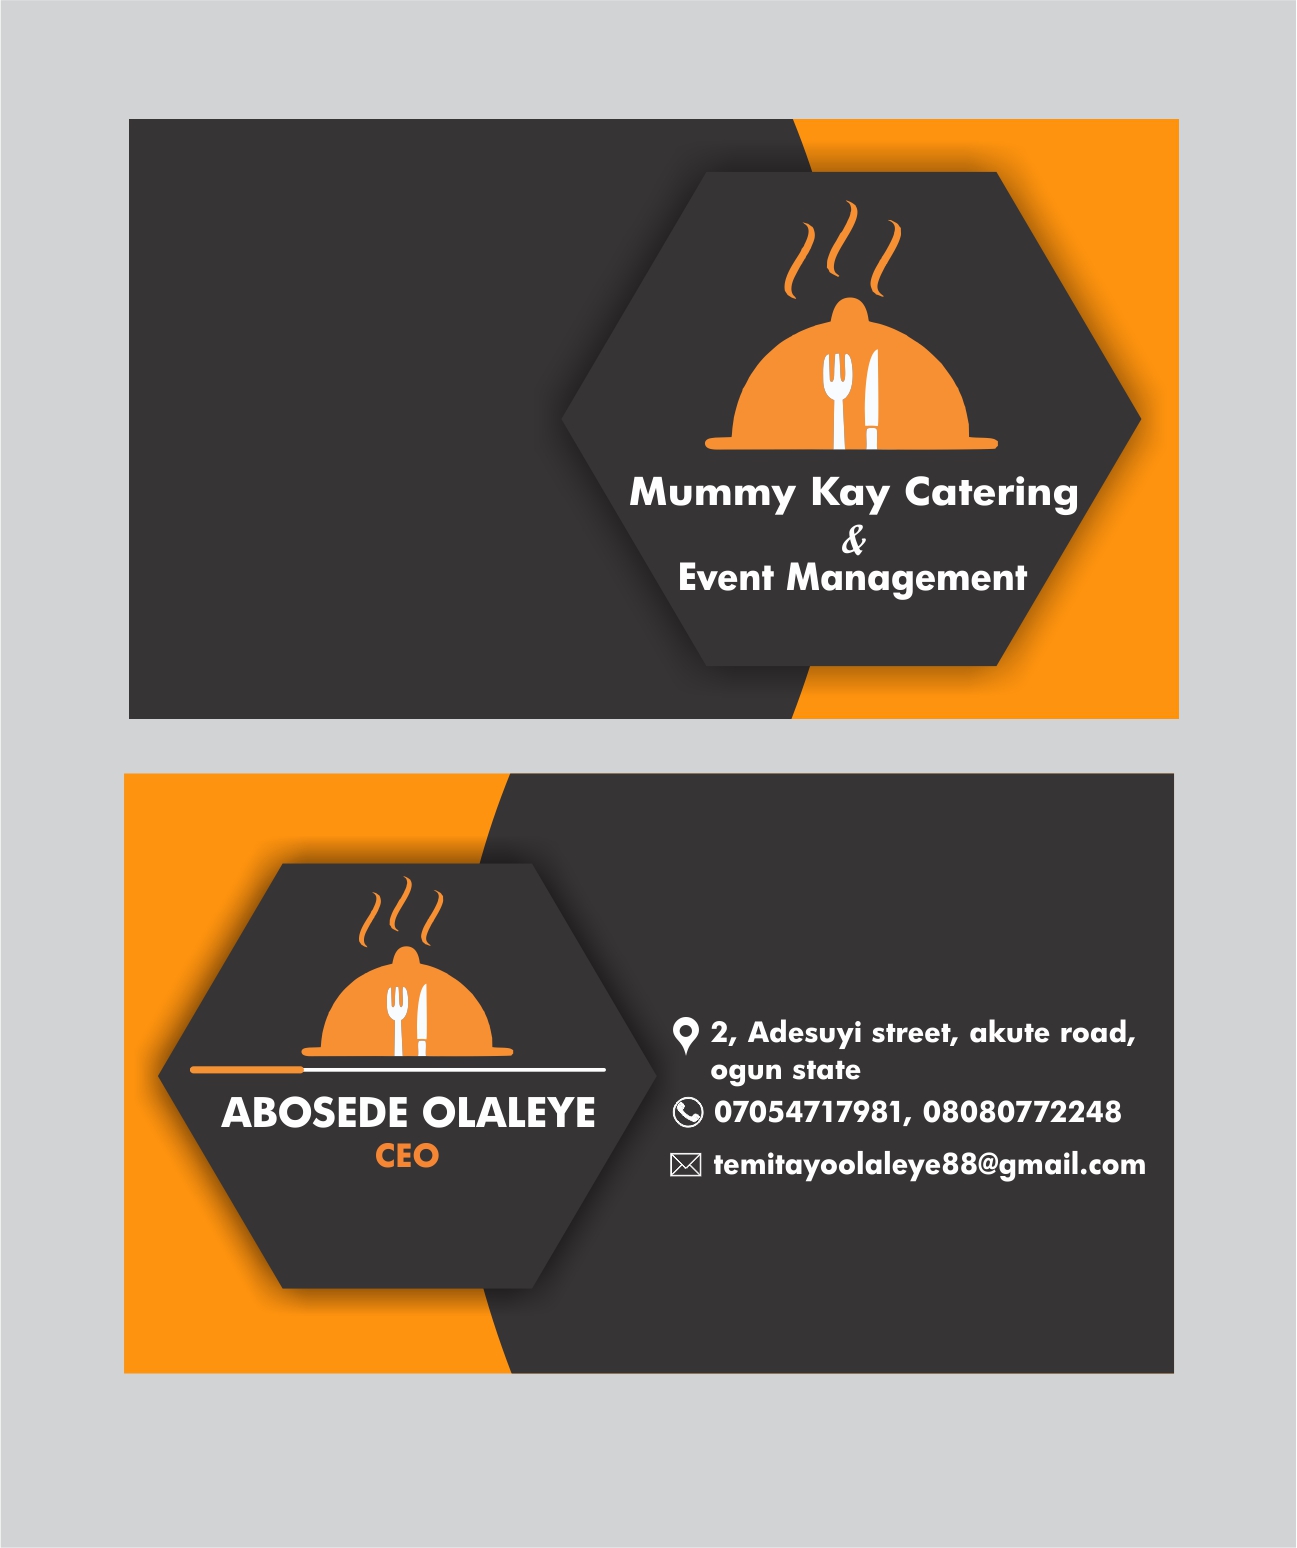 Mummy Kay Catering
&
Event Management
ABOSEDE OLALEYE
CEO
2, Adesuyi street, akute road,
ogun state
07054717981, 08080772248
temitayoolaleye88@gmail.com